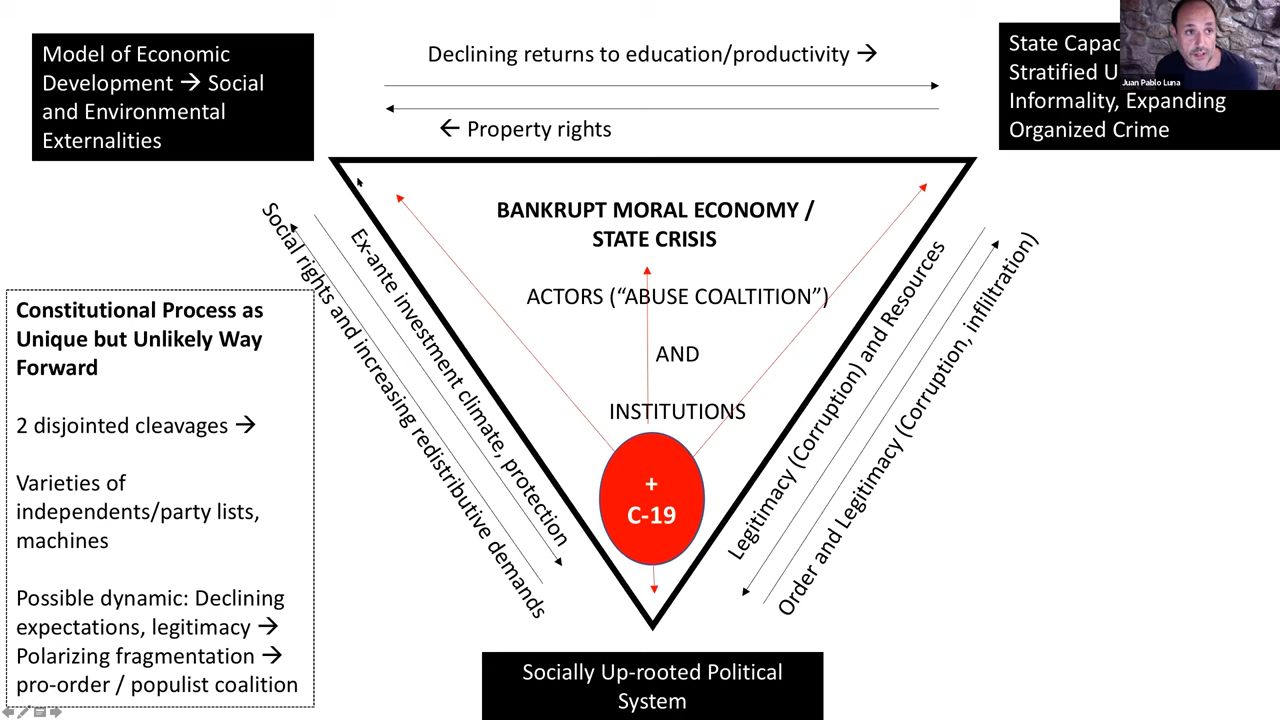 Model of Economic
Development → Social
and Environmental
Externalities
Declining returns to education/productivity →
← Property rights
State Capac
Stratified U
Informality, Expanding
Organized Crime
Juan Pablo Luna
BANKRUPT MORAL ECONOMY /
STATE CRISIS
ACTORS (“ABUSE COALTITION”)
AND
INSTITUTIONS
+
C-19
Social rights and increasing redistributive demands
Ex-ante investment climate, protection
Legitimacy (Corruption) and Resources
Order and Legitimacy (Corruption, infiltration)
Constitutional Process as
Unique but Unlikely Way
Forward
2 disjointed cleavages →
Varieties of
independents/party lists,
machines
Possible dynamic: Declining
expectations, legitimacy →
Polarizing fragmentation →
pro-order / populist coalition
Socially Up-rooted Political
System